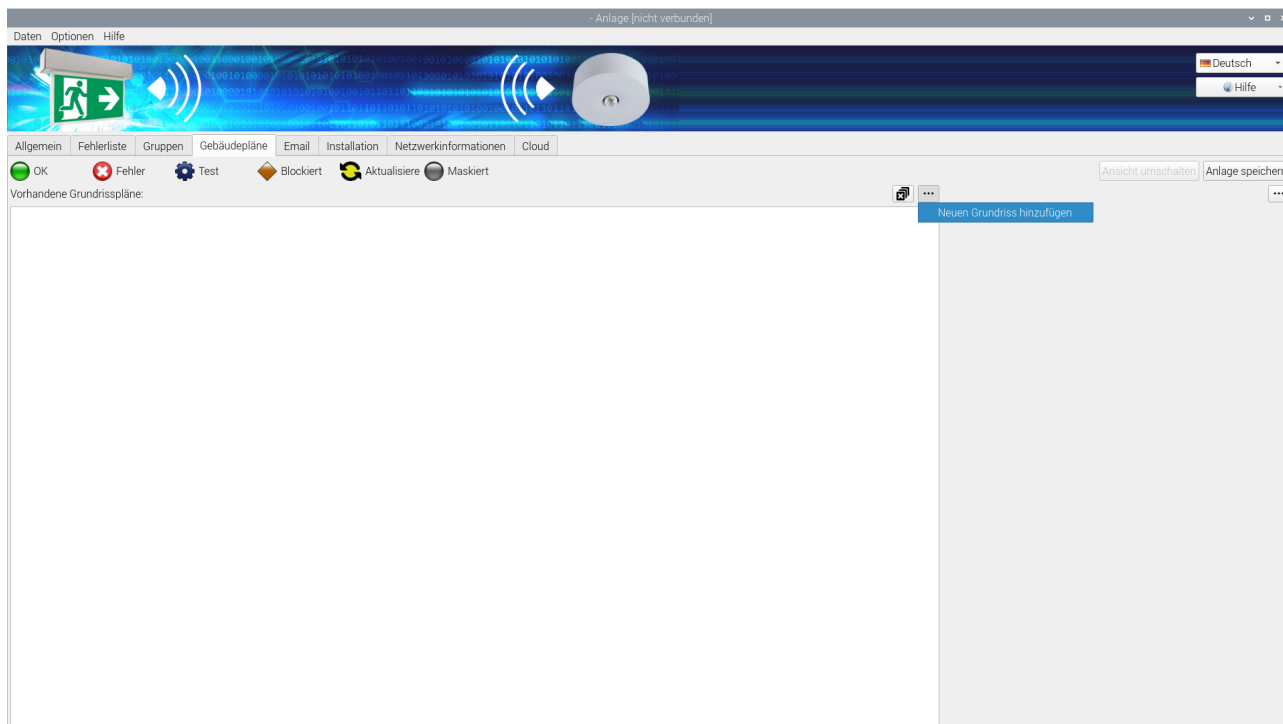 - Anlage [nicht verbunden]
Daten Optionen Hilfe
Deutsch
Hilfe
Allgemein Fehlerliste Gruppen Gebäudepläne Email Installation Netzwerkinformationen Cloud
OK Fehler Test Blockiert Aktualisiere Maskiert Ansicht umschalten Anlage speichern
Vorhandene Grundrisspläne: ... ...
Neuen Grundriss hinzufügen